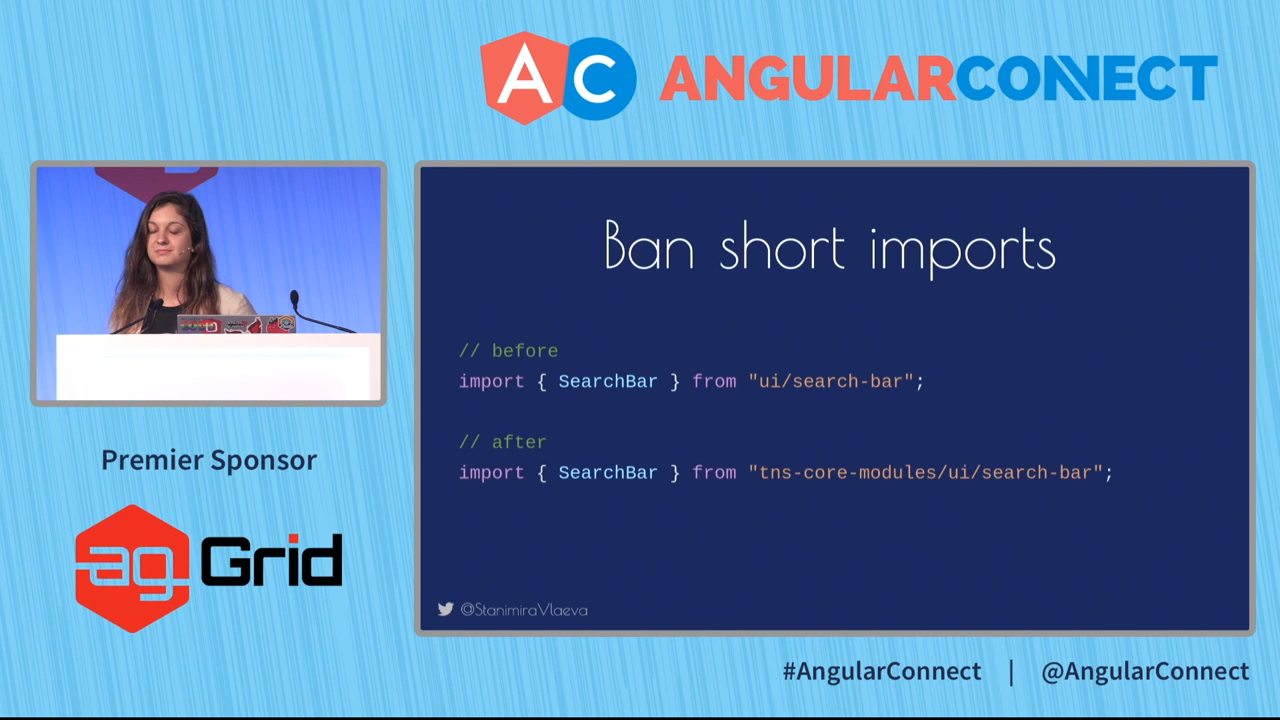 AC ANGULARCONNECT
Ban short imports
// before
import { SearchBar } from "ui/search-bar";
// after
import { SearchBar } from "tns-core-modules/ui/search-bar";
@StanimiraVlaeva
Premier Sponsor
ag Grid
#AngularConnect | @AngularConnect